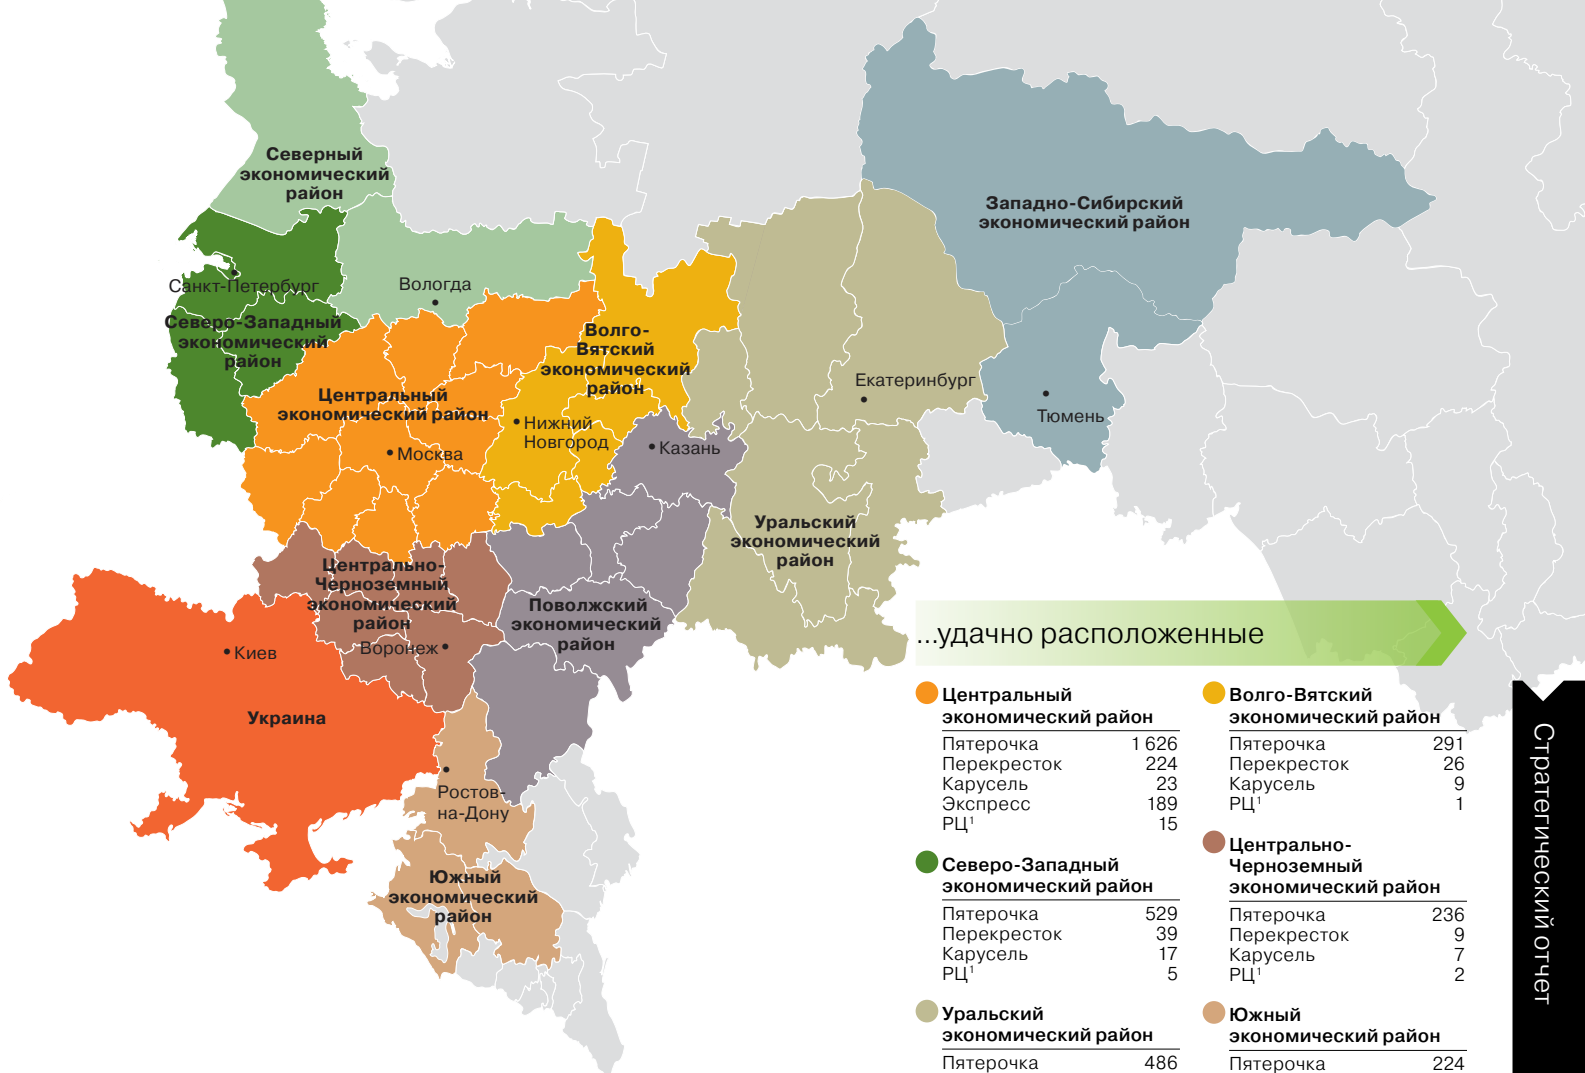 Северный
экономический
район
Западно-Сибирский
экономический район
Санкт-Петербург
Вологда
Северо-Западный
экономический
район
Волго-
Вятский
экономический
район
Екатеринбург
Центральный
экономический район
Тюмень
Нижний
Новгород
Москва
Казань
Уральский
экономический
район
Центрально-
Черноземный
экономический
район
Поволжский
экономический
район
Воронеж
Киев
Украина
Ростов-
на-Дону
Южный
экономический
район
...удачно расположенные
Центральный
экономический район
Пятерочка 1 626
Перекресток 224
Карусель 23
Экспресс 189
РЦ¹ 15
Северо-Западный
экономический район
Пятерочка 529
Перекресток 39
Карусель 17
РЦ¹ 5
Уральский
экономический район
Пятерочка 486
Волго-Вятский
экономический район
Пятерочка 291
Перекресток 26
Карусель 9
РЦ¹ 1
Центрально-
Черноземный
экономический район
Пятерочка 236
Перекресток 9
Карусель 7
РЦ¹ 2
Южный
экономический район
Пятерочка 224
Стратегический отчет